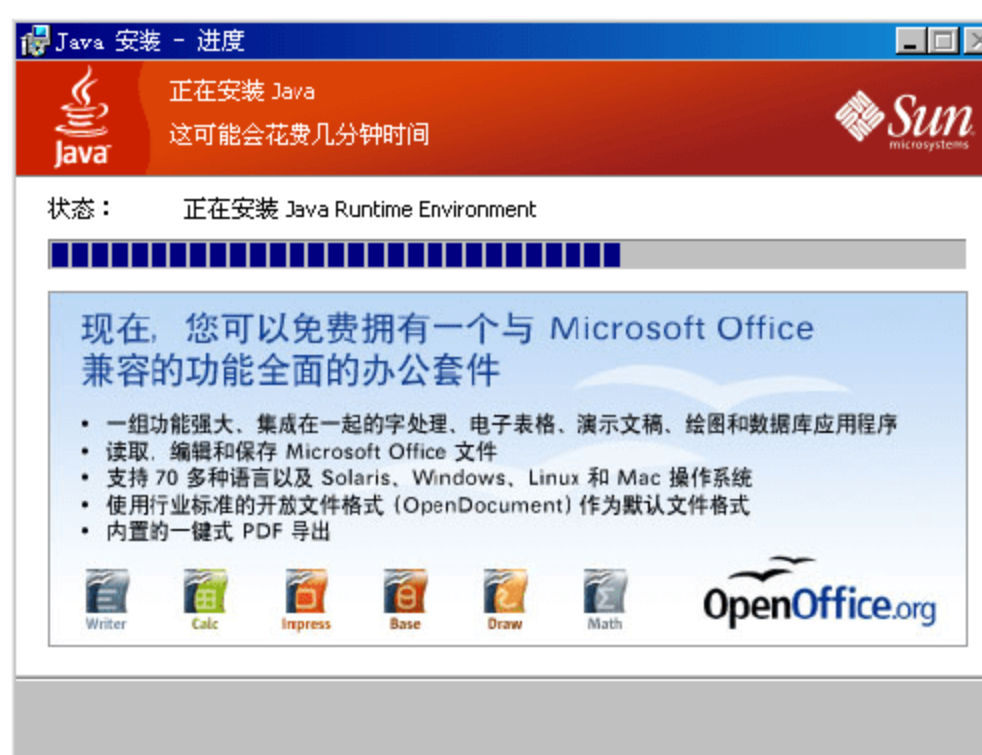 Java 安装 - 进度
正在安装 Java
这可能会花费几分钟时间
Java
Sun
microsystems
状态：  正在安装 Java Runtime Environment
现在，您可以免费拥有一个与 Microsoft Office
兼容的功能全面的办公套件
• 一组功能强大、集成在一起的字处理、电子表格、演示文稿、绘图和数据库应用程序
• 读取、编辑和保存 Microsoft Office 文件
• 支持 70 多种语言以及 Solaris、Windows、Linux 和 Mac 操作系统
• 使用行业标准的开放文件格式 (OpenDocument) 作为默认文件格式
• 内置的一键式 PDF 导出
Writer Calc Impress Base Draw Math
OpenOffice.org